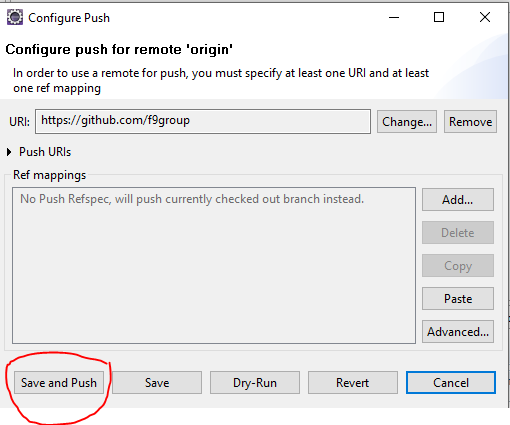 Configure Push
Configure push for remote 'origin'
In order to use a remote for push, you must specify at least one URI and at least
one ref mapping
URI: https://github.com/f9group Change... Remove
Push URIs
Ref mappings
No Push Refspec, will push currently checked out branch instead.
Add...
Delete
Copy
Paste
Advanced...
Save and Push Save Dry-Run Revert Cancel